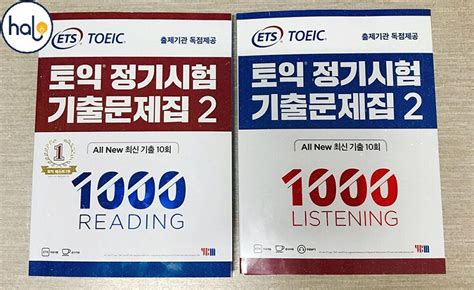 halo
ETS TOEIC
출제기관 독점제공
토익 정기시험
기출문제집 2
All New 최신 기출 10회
1
1000
READING
YBM
ETS TOEIC
출제기관 독점제공
토익 정기시험
기출문제집 2
All New 최신 기출 10회
1000
LISTENING
YBM